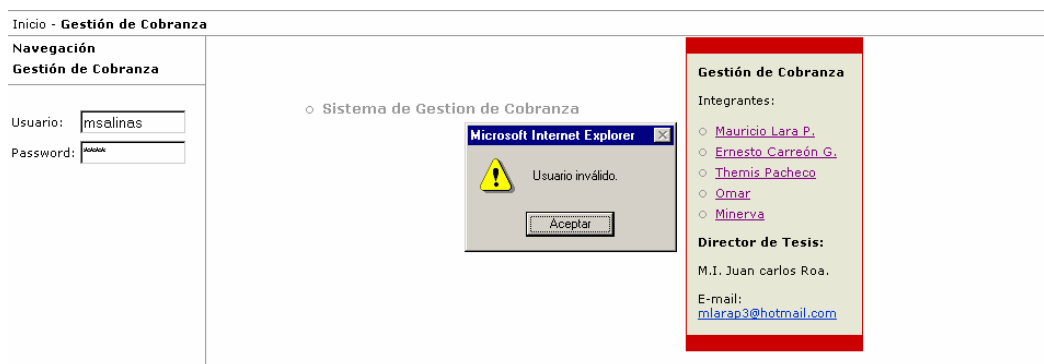 Inicio - Gestión de Cobranza
Navegación
Gestión de Cobranza
Usuario: msalinas
Password: ****
Sistema de Gestion de Cobranza
Microsoft Internet Explorer
Usuario inválido.
Aceptar
Gestión de Cobranza
Integrantes:
Mauricio Lara P.
Ernesto Carreón G.
Themis Pacheco
Omar
Minerva
Director de Tesis:
M.I. Juan carlos Roa.
E-mail:
mlarap3@hotmail.com